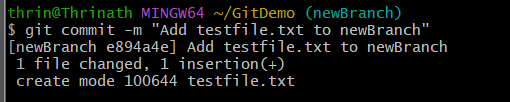 thrin@Thrinath MINGW64 ~/GitDemo (newBranch)
$ git commit -m "Add testfile.txt to newBranch"
[newBranch e894a4e] Add testfile.txt to newBranch
 1 file changed, 1 insertion(+)
 create mode 100644 testfile.txt